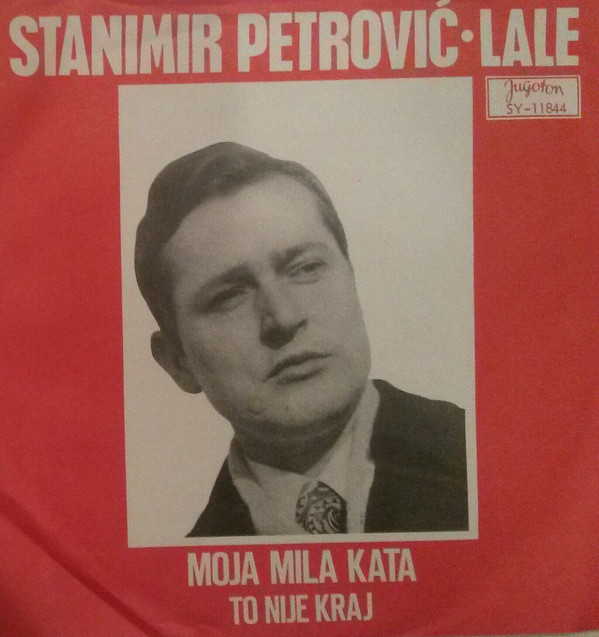 STANIMIR PETROVIĆ·LALE
Jugoton
SY-11844
MOJA MILA KATA
TO NIJE KRAJ